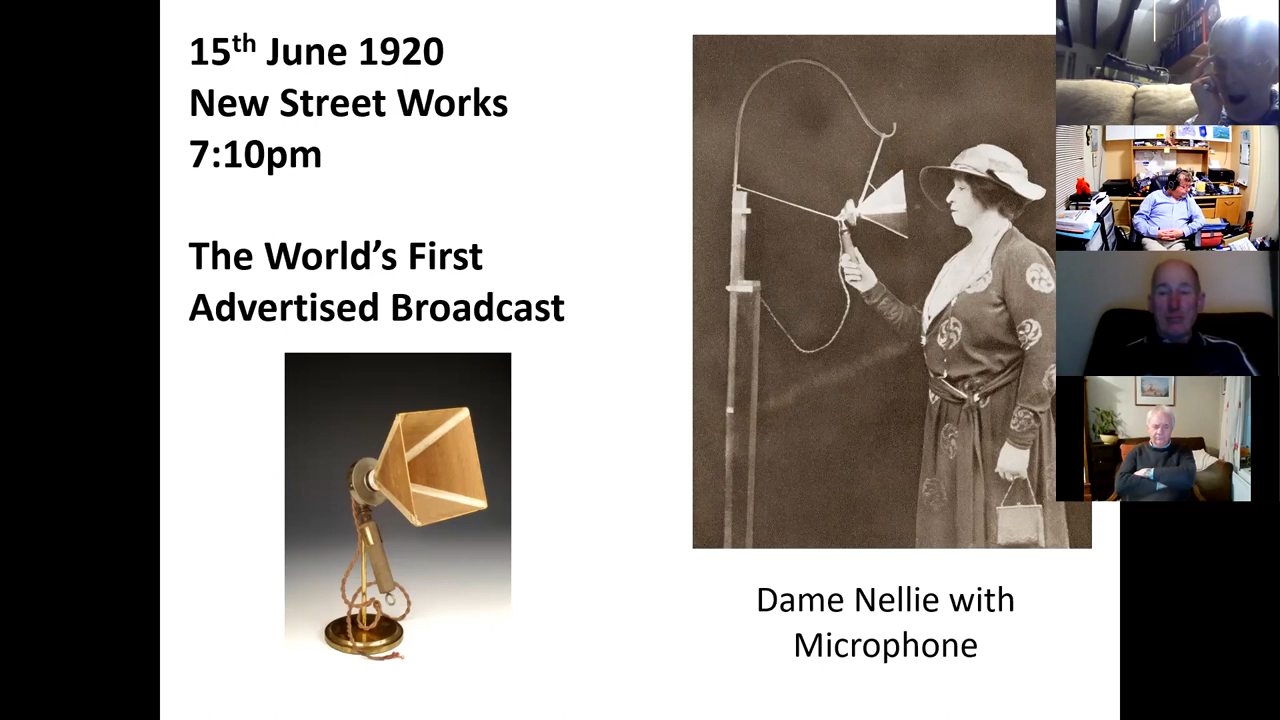 15th June 1920
New Street Works
7:10pm
The World’s First
Advertised Broadcast
Dame Nellie with
Microphone